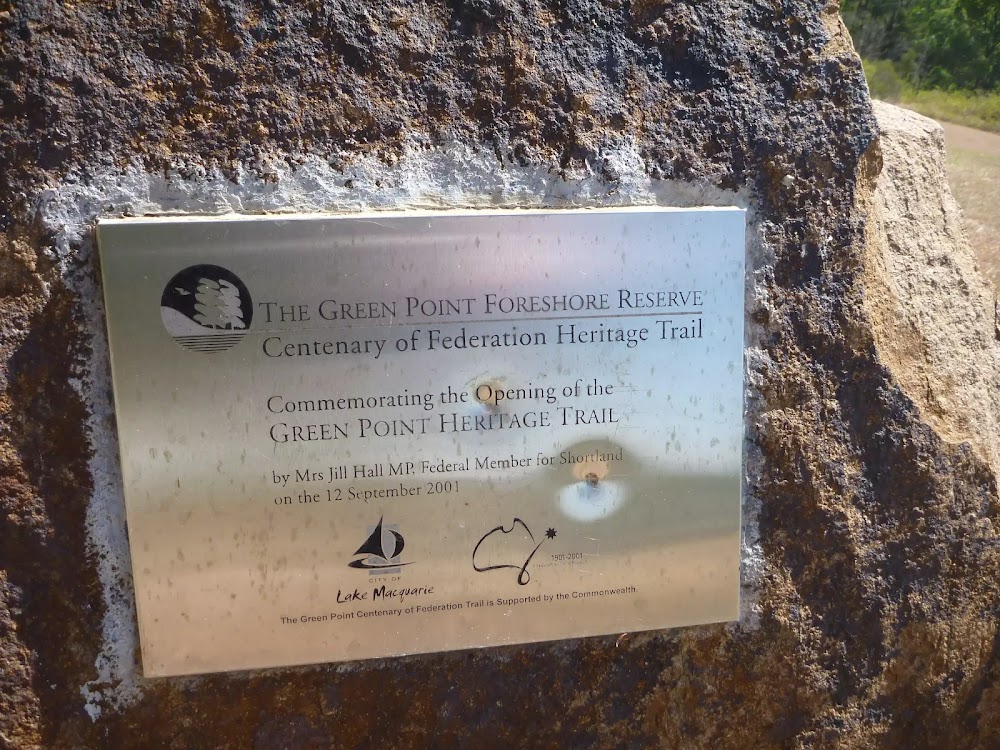 THE GREEN POINT FORESHORE RESERVE
Centenary of Federation Heritage Trail
Commemorating the Opening of the
GREEN POINT HERITAGE TRAIL
by Mrs Jill Hall MP, Federal Member for Shortland
on the 12 September 2001
CITY OF
Lake Macquarie
1901-2001
The Green Point Centenary of Federation Trail is Supported by the Commonwealth